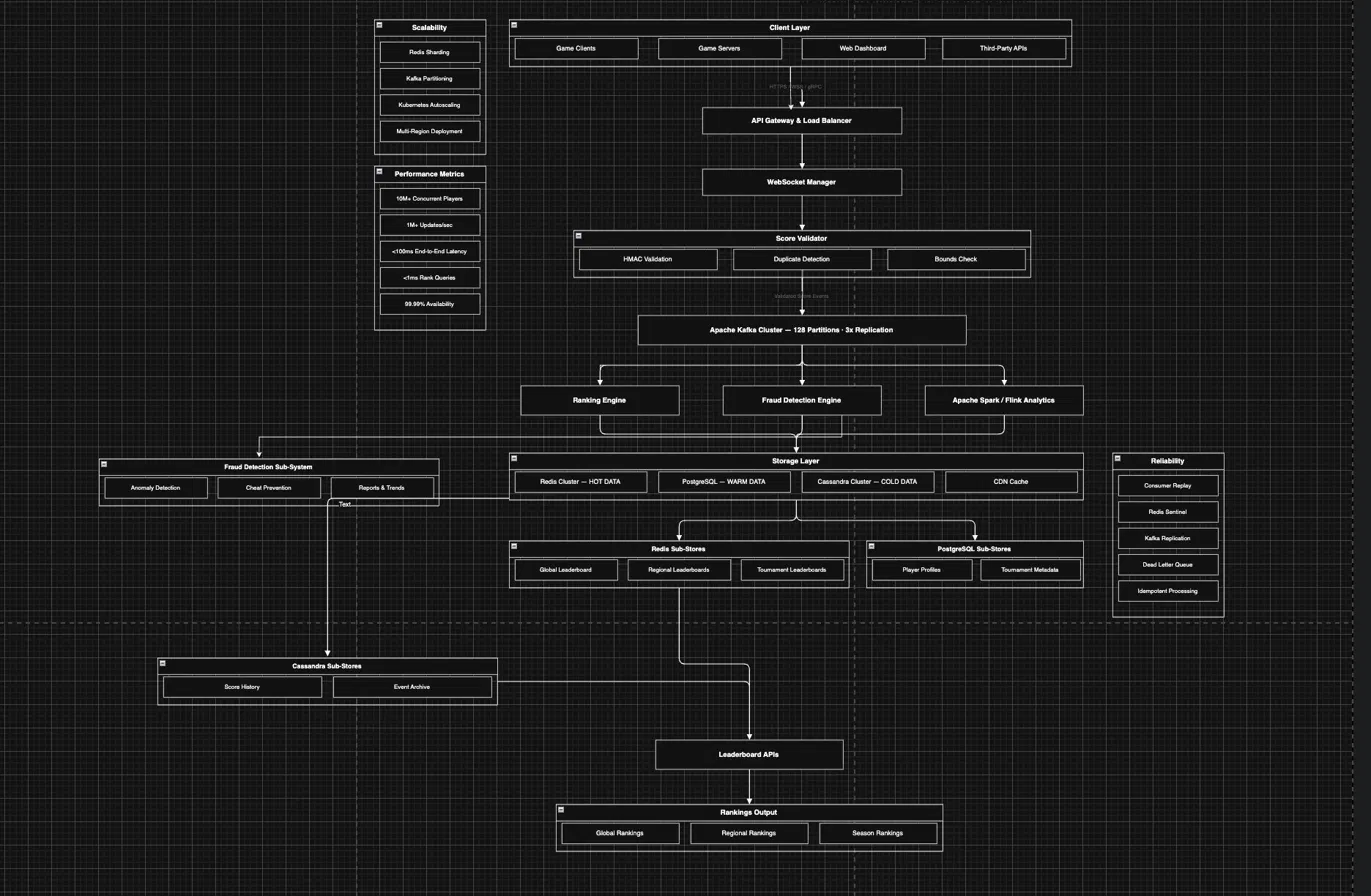 Scalability
Redis Sharding
Kafka Partitioning
Kubernetes Autoscaling
Multi-Region Deployment
Performance Metrics
10M+ Concurrent Players
1M+ Updates/sec
<100ms End-to-End Latency
<1ms Rank Queries
99.99% Availability
Client Layer
Game Clients
Game Servers
Web Dashboard
Third-Party APIs
API Gateway & Load Balancer
WebSocket Manager
Score Validator
HMAC Validation
Duplicate Detection
Bounds Check
Validated Score Events
Apache Kafka Cluster — 128 Partitions · 3x Replication
Ranking Engine
Fraud Detection Engine
Apache Spark / Flink Analytics
Fraud Detection Sub-System
Anomaly Detection
Cheat Prevention
Reports & Trends
Text
Storage Layer
Redis Cluster — HOT DATA
PostgreSQL — WARM DATA
Cassandra Cluster — COLD DATA
CDN Cache
Reliability
Consumer Replay
Redis Sentinel
Kafka Replication
Dead Letter Queue
Idempotent Processing
Redis Sub-Stores
Global Leaderboard
Regional Leaderboards
Tournament Leaderboards
PostgreSQL Sub-Stores
Player Profiles
Tournament Metadata
Cassandra Sub-Stores
Score History
Event Archive
Leaderboard APIs
Rankings Output
Global Rankings
Regional Rankings
Season Rankings